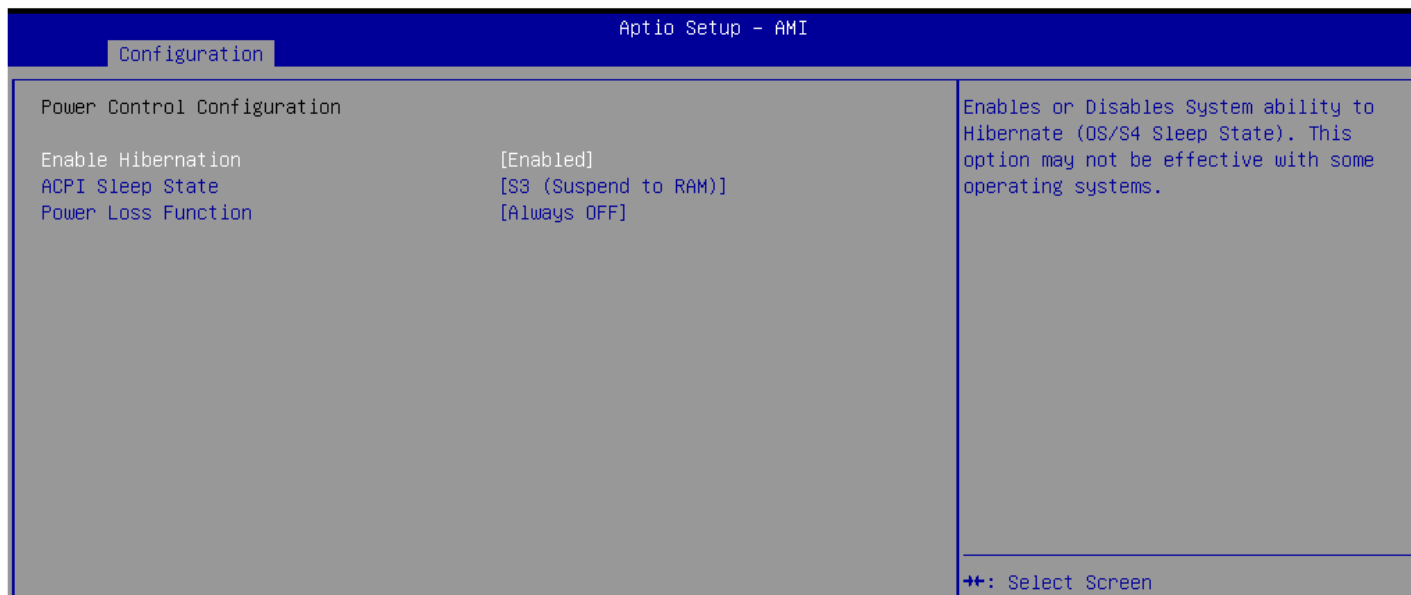 Aptio Setup – AMI
Configuration
Power Control Configuration
Enable Hibernation [Enabled]
ACPI Sleep State [S3 (Suspend to RAM)]
Power Loss Function [Always OFF]
Enables or Disables System ability to
Hibernate (OS/S4 Sleep State). This
option may not be effective with some
operating systems.
→←: Select Screen